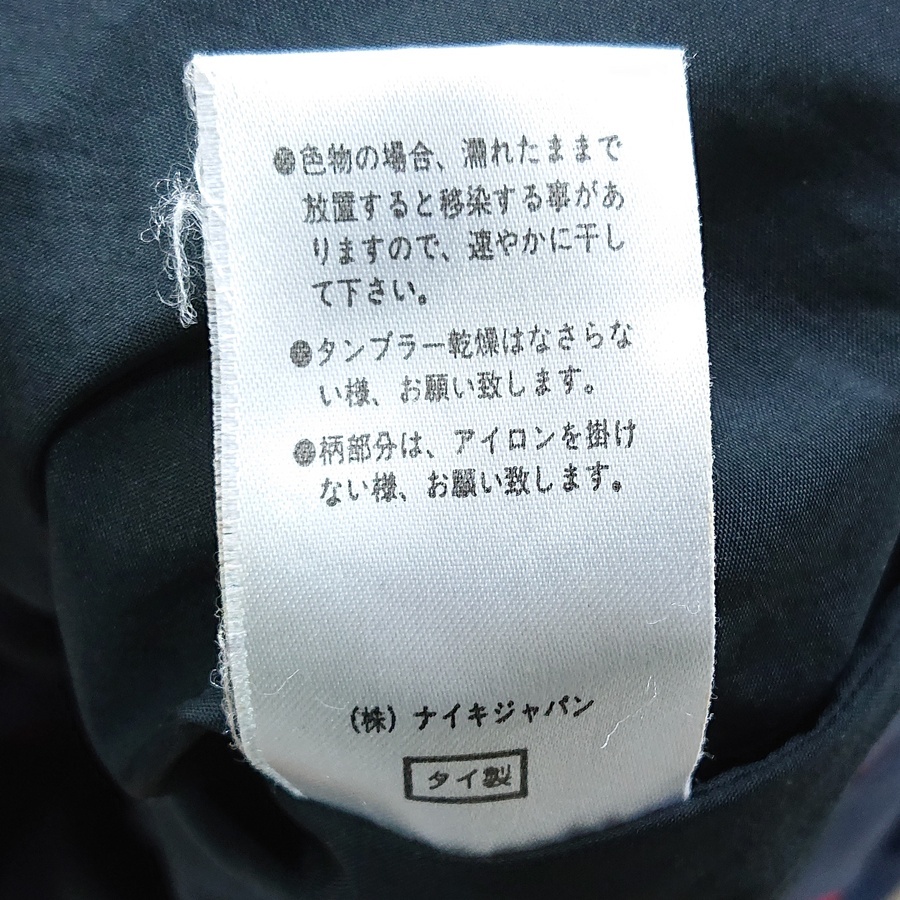 ●色物の場合、濡れたままで
放置すると移染する事があ
りますので、速やかに干し
て下さい。
●タンブラー乾燥はなさらな
い様、お願い致します。
●柄部分は、アイロンを掛け
ない様、お願い致します。
(株)ナイキジャパン
タイ製